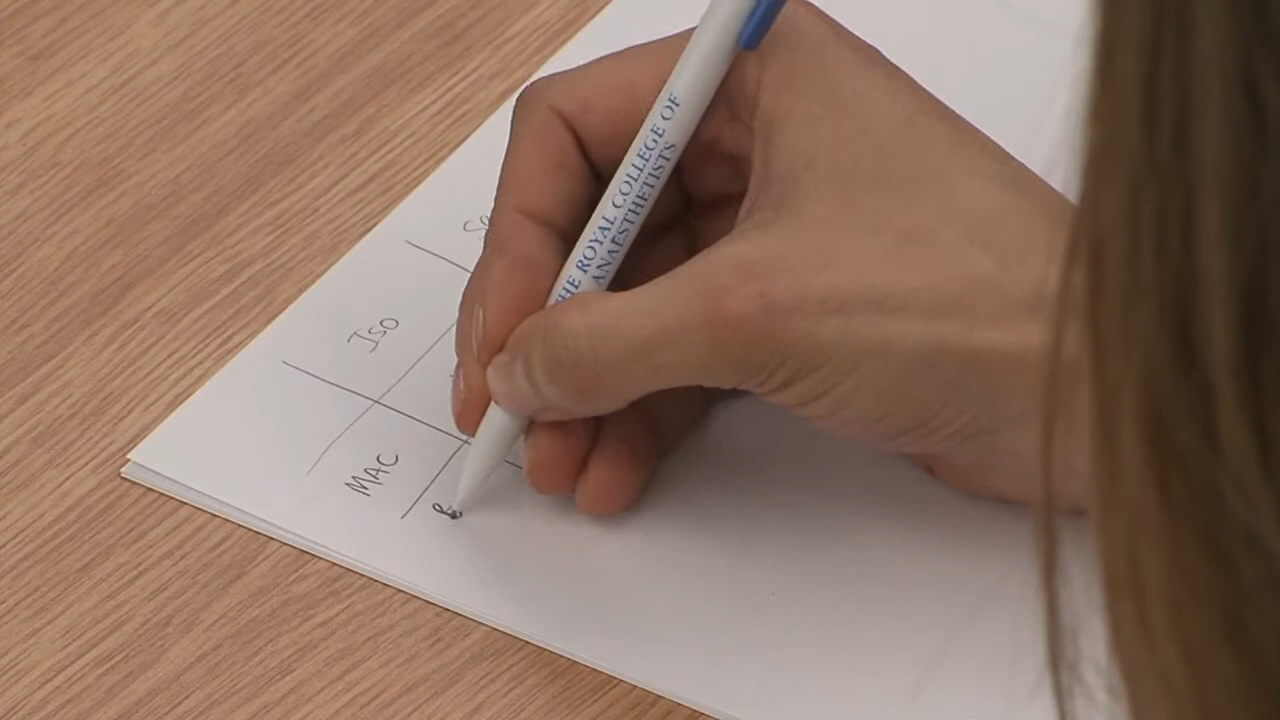 THE ROYAL COLLEGE OF
ANAESTHETISTS
Iso
MAC